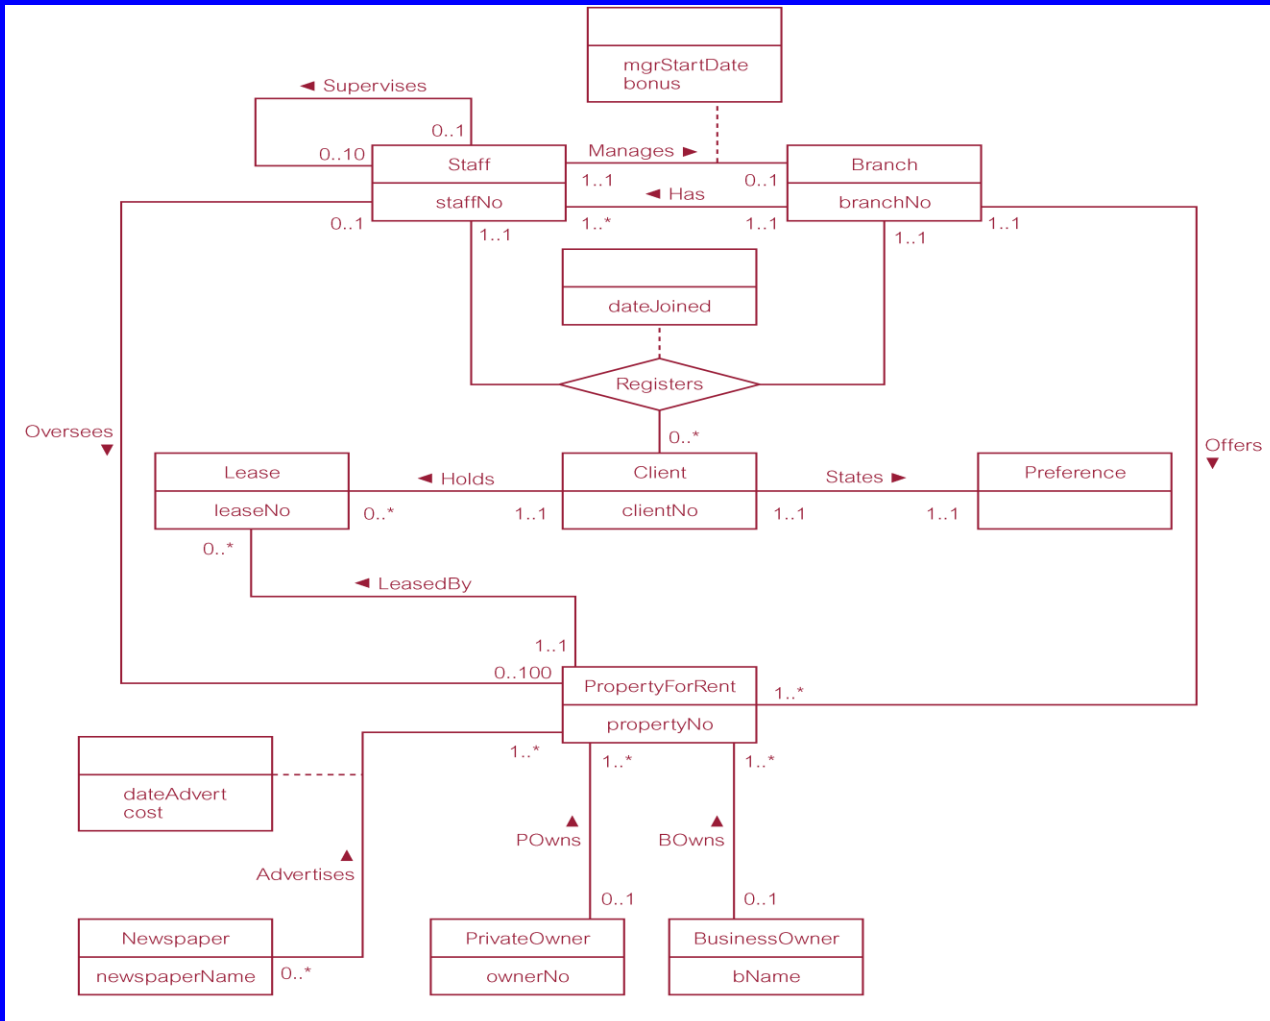 mgrStartDate
bonus
◄ Supervises
0..1
0..10
Staff
staffNo
Manages ►
1..1
0..1
◄ Has
1..*
1..1
Branch
branchNo
0..1
1..1
1..1
1..1
dateJoined
Registers
0..*
Oversees
▼
Offers
▼
Lease
leaseNo
◄ Holds
0..*
1..1
Client
clientNo
States ►
1..1
1..1
Preference
0..*
◄ LeasedBy
1..1
0..100
PropertyForRent
propertyNo
1..*
1..*
1..*
1..*
dateAdvert
cost
▲
Advertises
▲
POwns
▲
BOwns
0..1
0..1
Newspaper
newspaperName
0..*
PrivateOwner
ownerNo
BusinessOwner
bName